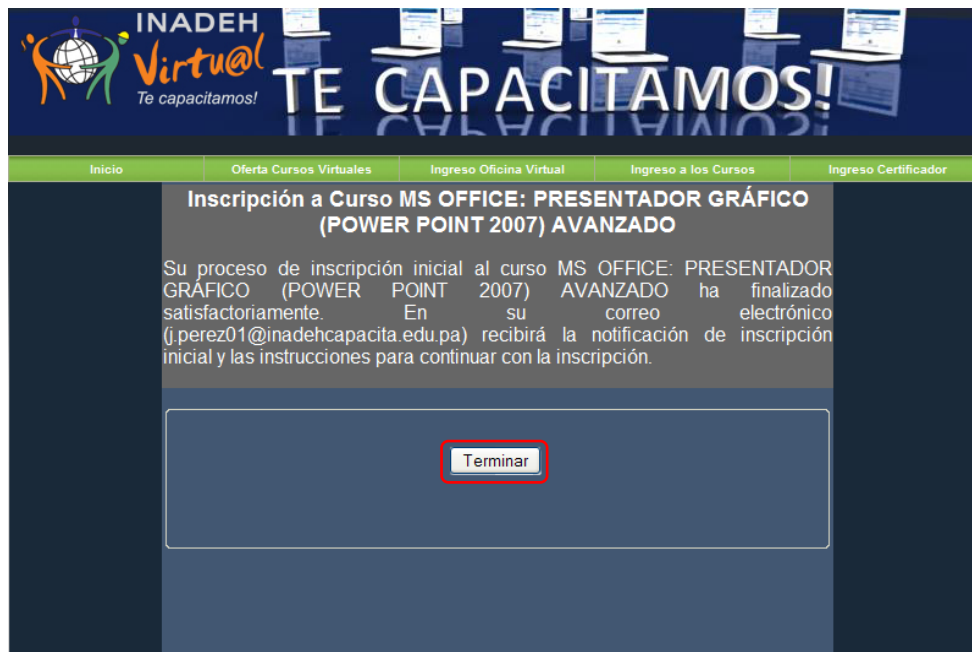 INADEH
Virtu@l
Te capacitamos!
TE CAPACITAMOS!
Inicio
Oferta Cursos Virtuales
Ingreso Oficina Virtual
Ingreso a los Cursos
Ingreso Certificador
Inscripción a Curso MS OFFICE: PRESENTADOR GRÁFICO
(POWER POINT 2007) AVANZADO
Su proceso de inscripción inicial al curso MS OFFICE: PRESENTADOR
GRÁFICO (POWER POINT 2007) AVANZADO ha finalizado
satisfactoriamente. En su correo electrónico
(j.perez01@inadehcapacita.edu.pa) recibirá la notificación de inscripción
inicial y las instrucciones para continuar con la inscripción.
Terminar